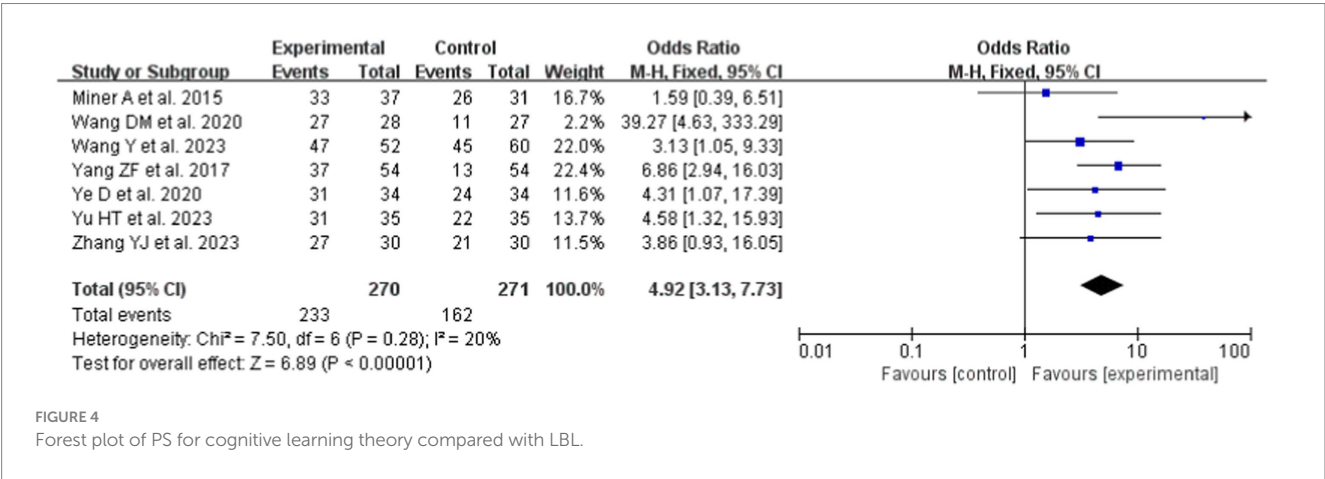 Experimental Control Odds Ratio Odds Ratio
Study or Subgroup Events Total Events Total Weight M-H, Fixed, 95% CI M-H, Fixed, 95% CI
Miner A et al. 2015 33 37 26 31 16.7% 1.59 [0.39, 6.51]
Wang DM et al. 2020 27 28 11 27 2.2% 39.27 [4.63, 333.29]
Wang Y et al. 2023 47 52 45 60 22.0% 3.13 [1.05, 9.33]
Yang ZF et al. 2017 37 54 13 54 22.4% 6.86 [2.94, 16.03]
Ye D et al. 2020 31 34 24 34 11.6% 4.31 [1.07, 17.39]
Yu HT et al. 2023 31 35 22 35 13.7% 4.58 [1.32, 15.93]
Zhang YJ et al. 2023 27 30 21 30 11.5% 3.86 [0.93, 16.05]
Total (95% CI) 270 271 100.0% 4.92 [3.13, 7.73]
Total events 233 162
Heterogeneity: Chi² = 7.50, df = 6 (P = 0.28); I² = 20%
Test for overall effect: Z = 6.89 (P < 0.00001)
0.01 0.1 1 10 100
Favours [control] Favours [experimental]
FIGURE 4
Forest plot of PS for cognitive learning theory compared with LBL.